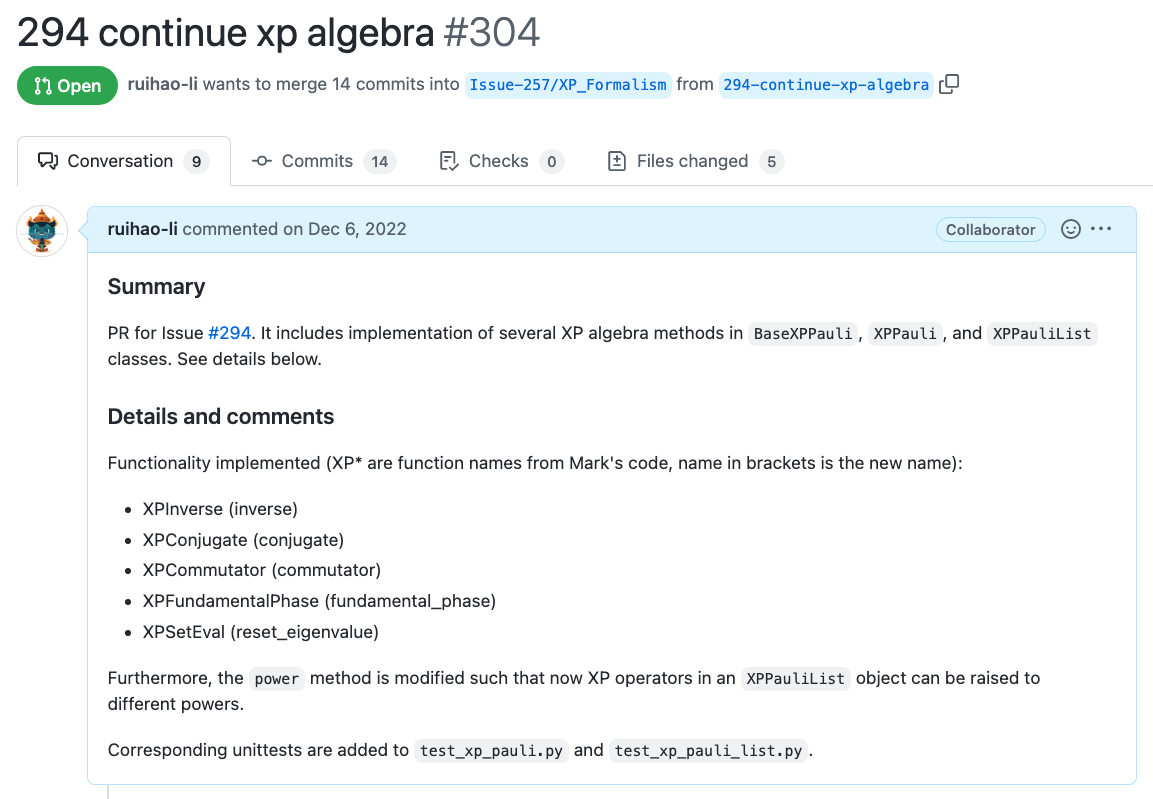 294 continue xp algebra #304
Open ruihao-li wants to merge 14 commits into Issue-257/XP_Formalism from 294-continue-xp-algebra
Conversation 9 Commits 14 Checks 0 Files changed 5
ruihao-li commented on Dec 6, 2022 Collaborator
Summary
PR for Issue #294. It includes implementation of several XP algebra methods in BaseXPPauli, XPPauli, and XPPauliList
classes. See details below.
Details and comments
Functionality implemented (XP* are function names from Mark's code, name in brackets is the new name):
• XPInverse (inverse)
• XPConjugate (conjugate)
• XPCommutator (commutator)
• XPFundamentalPhase (fundamental_phase)
• XPSetEval (reset_eigenvalue)
Furthermore, the power method is modified such that now XP operators in an XPPauliList object can be raised to
different powers.
Corresponding unittests are added to test_xp_pauli.py and test_xp_pauli_list.py.